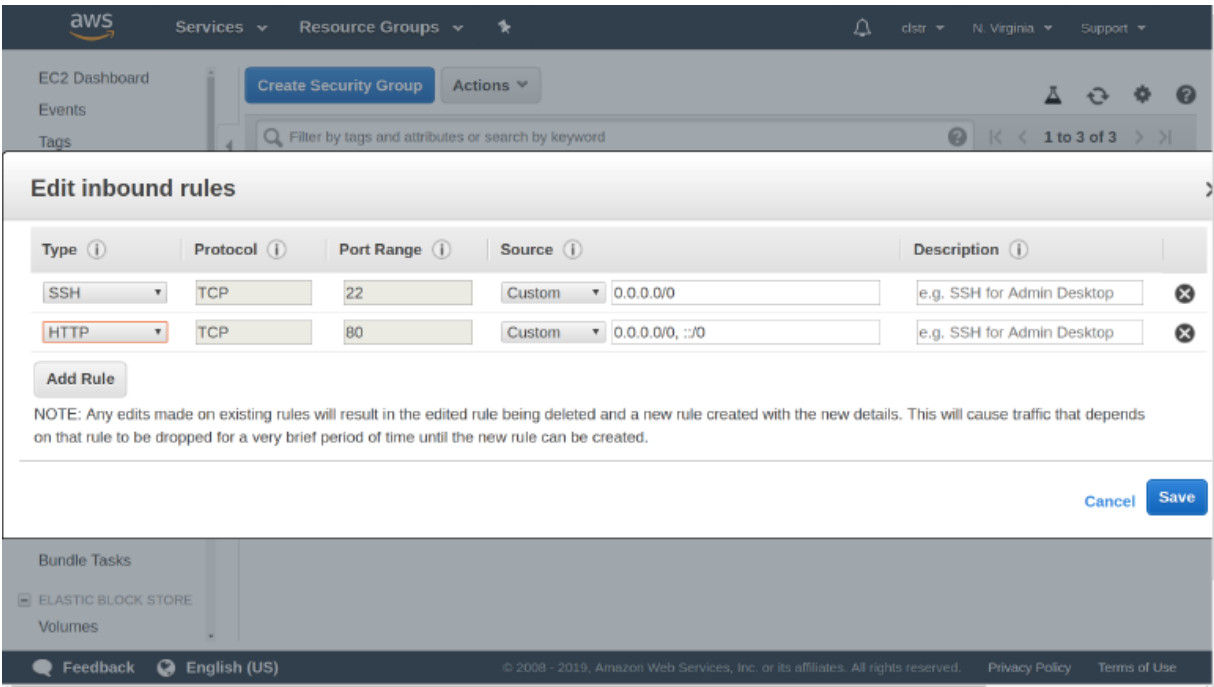 aws Services Resource Groups clstr N. Virginia Support
EC2 Dashboard
Events
Tags
Create Security Group Actions
Filter by tags and attributes or search by keyword 1 to 3 of 3
Edit inbound rules
Type Protocol Port Range Source Description
SSH TCP 22 Custom 0.0.0.0/0 e.g. SSH for Admin Desktop
HTTP TCP 80 Custom 0.0.0.0/0, ::/0 e.g. SSH for Admin Desktop
Add Rule
NOTE: Any edits made on existing rules will result in the edited rule being deleted and a new rule created with the new details. This will cause traffic that depends
on that rule to be dropped for a very brief period of time until the new rule can be created.
Cancel Save
Bundle Tasks
ELASTIC BLOCK STORE
Volumes
Feedback English (US) © 2008 - 2019, Amazon Web Services, Inc. or its affiliates. All rights reserved. Privacy Policy Terms of Use